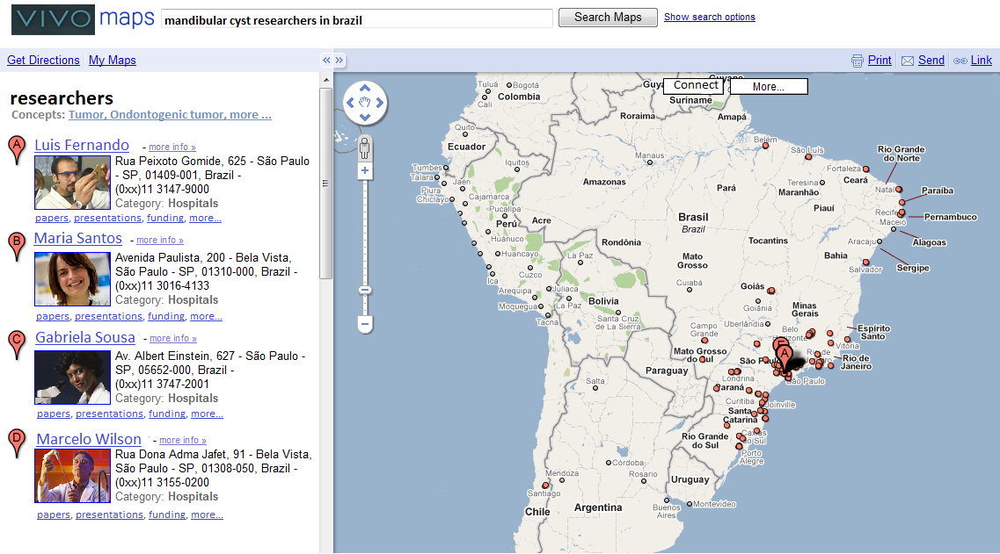 VIVO maps
mandibular cyst researchers in brazil
Search Maps
Show search options
Get Directions
My Maps
« »
Print
Send
Link
researchers
Concepts: Tumor, Ondontogenic tumor, more ...
A
Luis Fernando - more info »
Rua Peixoto Gomide, 625 - São Paulo
- SP, 01409-001, Brazil -
(0xx)11 3147-9000
Category: Hospitals
papers, presentations, funding, more...
B
Maria Santos - more info »
Avenida Paulista, 200 - Bela Vista,
São Paulo - SP, 01310-000, Brazil -
(0xx)11 3016-4133
Category: Hospitals
papers, presentations, funding, more...
C
Gabriela Sousa - more info »
Av. Albert Einstein, 627 - São Paulo -
SP, 05652-000, Brazil -
(0xx)11 3747-2001
Category: Hospitals
papers, presentations, funding, more...
D
Marcelo Wilson - more info »
Rua Dona Adma Jafet, 91 - Bela Vista,
São Paulo - SP, 01308-050, Brazil -
(0xx)11 3155-0200
Category: Hospitals
papers, presentations, funding, more...
Connect
More...
Tuluá
Bogotá
Cali
Colombia
Suriname
Roraima
Amapá
Quito
Ecuador
Belém
São Luís
Rio Grande
do Norte
Manaus
Iquitos
Tumbes
Talara
Fortaleza
Ceará
Piura
Jaén
Chiclayo
Amazonas
Pará
Teresina
Maranhão
Natal
Paraíba
Cajamarca
Pucallpa
Piauí
Recife
Pernambuco
Perú
Acre
Brasil
Brasil
Maceió
Huánuco
Rondônia
Tocantins
Aracaju
Alagoas
Huancayo
La Paz
Mato
Grosso
Bahia
Salvador
Sergipe
Cuzco
Ica
Cuiabá
Goiás
Arequipa
Juliaca
La Paz
Bolivia
Goiânia
Minas
Gerais
Moquegua
Tacna
Santa Cruz
de La Sierra
Campo
Grande
Uberlândia
Belo
Horizonte
Espírito
Santo
Vitória
Mato Grosso
do Sul
A
Rio de
Janeiro
São Paulo
Paraguay
Londrina
Paraná
Salta
Curitiba
Joinville
Santa
Catarina
Rio Grande
do Sul
Caxias
do Sul
Porto
Alegre
Córdoba
Mendoza
Rosario
Uruguay
Santiago
Chile
Argentina
Buenos
Aires
Montevideo